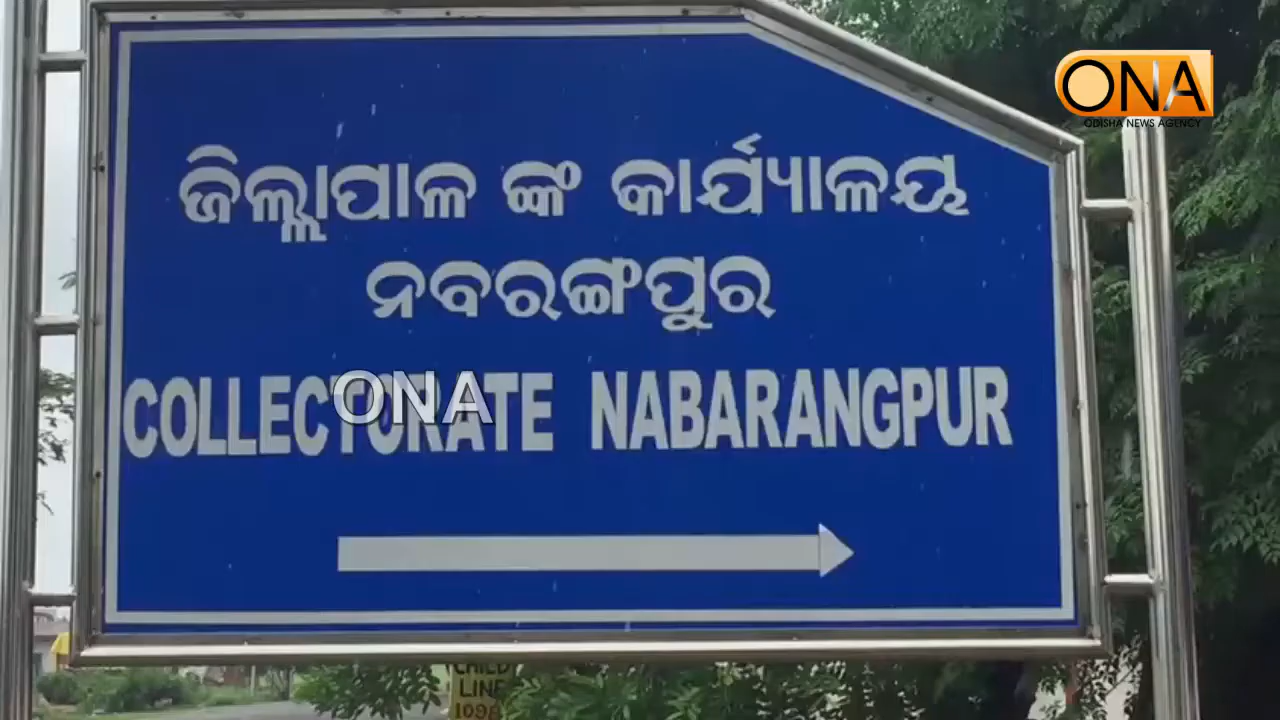 ONA
ODISHA NEWS AGENCY
ଜିଲ୍ଲାପାଳ ଙ୍କ କାର୍ଯ୍ୟାଳୟ
ନବରଙ୍ଗପୁର
COLLECTORATE NABARANGPUR
ONA
CHILD
LINE
1098